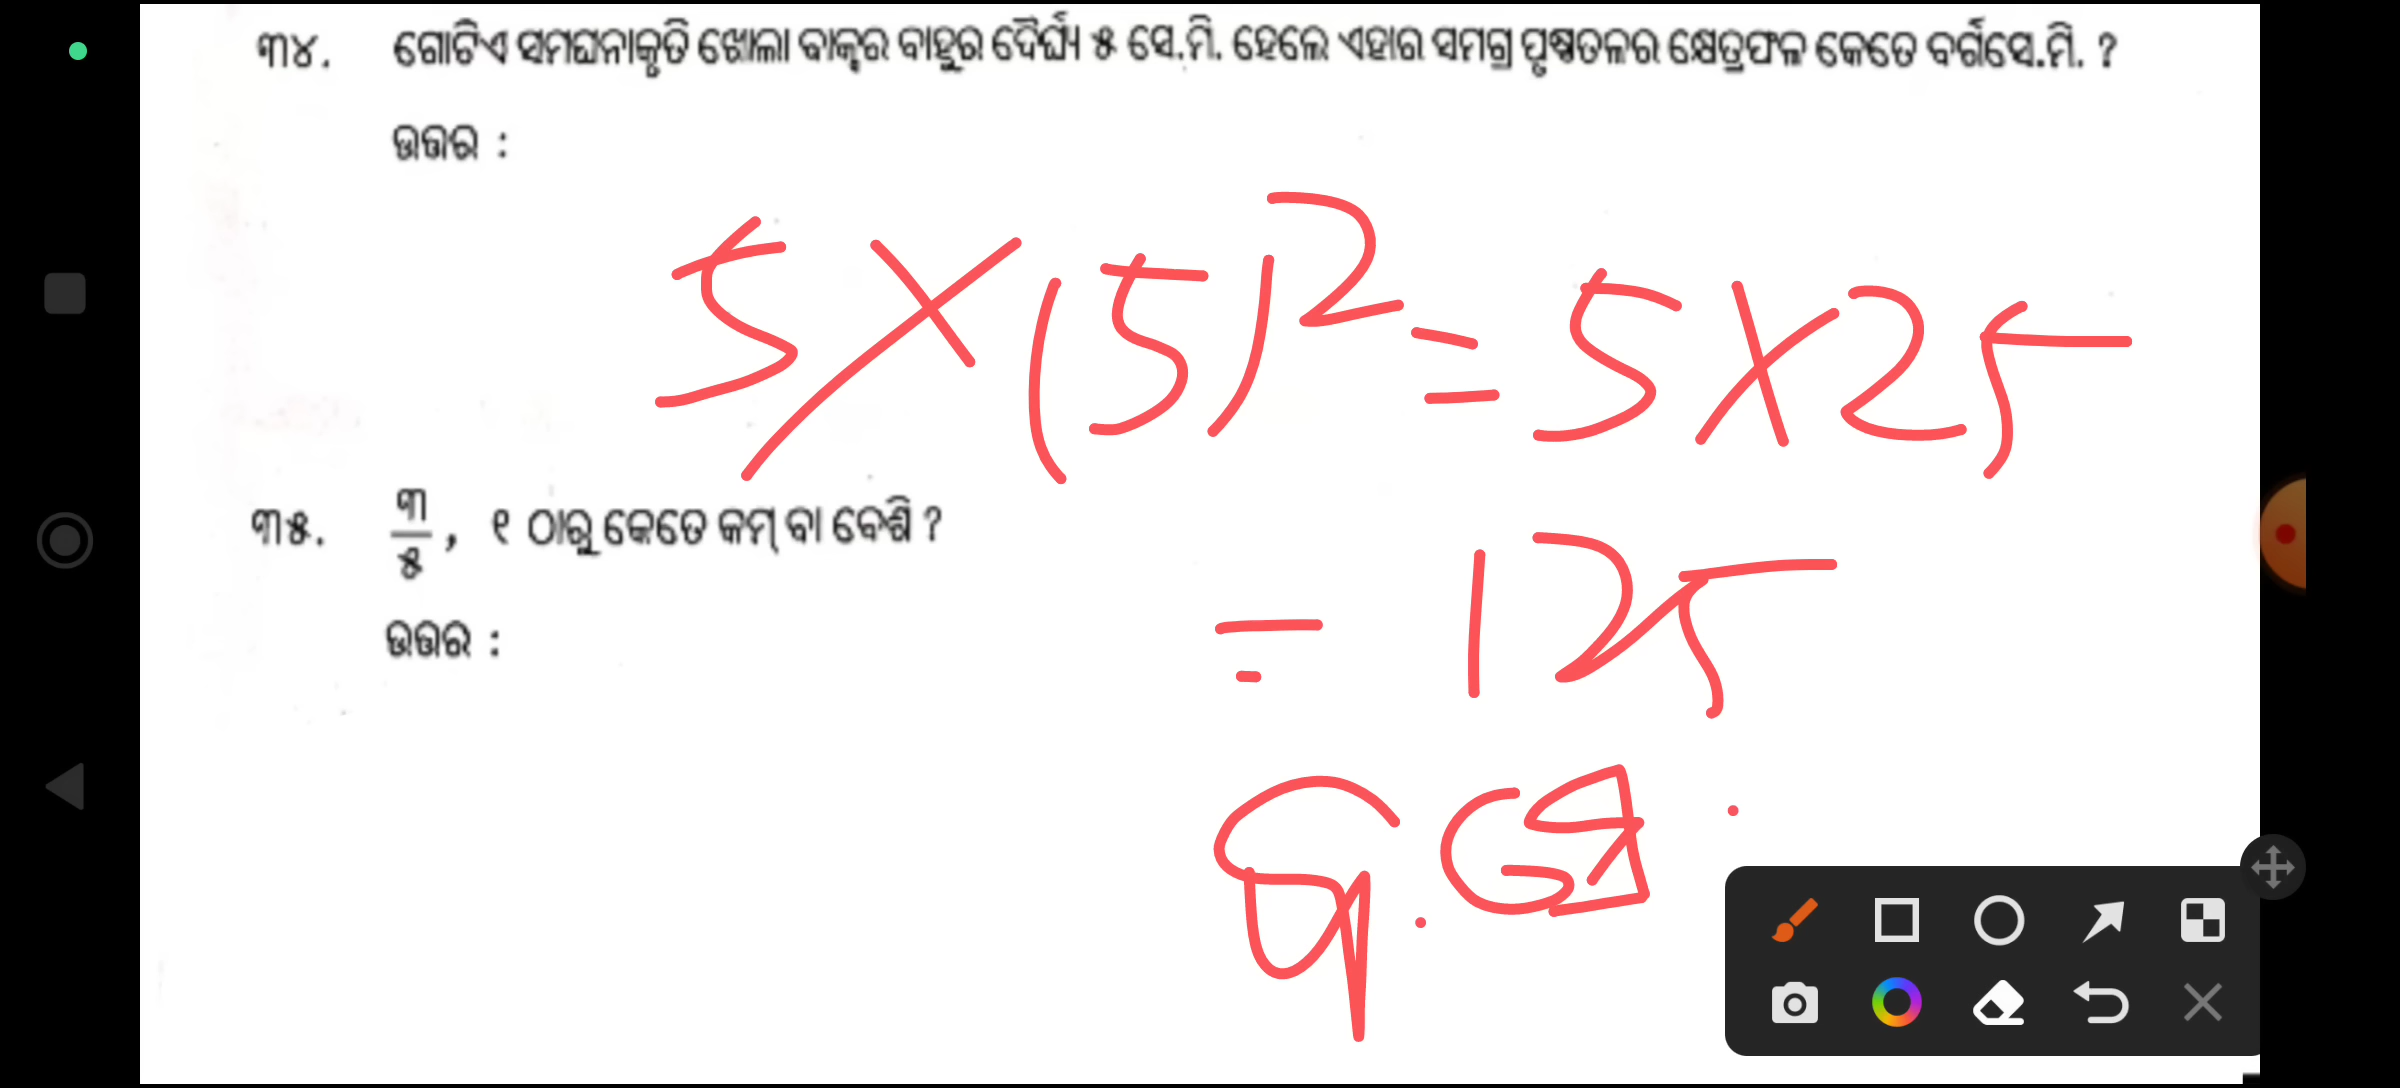 ୩୪. ଗୋଟିଏ ସମଘନାକୃତି ଖୋଲା ବାକ୍ସର ବାହୁର ଦୈର୍ଘ୍ୟ ୫ ସେ.ମି. ହେଲେ ଏହାର ସମଗ୍ର ପୃଷ୍ଠତଳର କ୍ଷେତ୍ରଫଳ କେତେ ବର୍ଗସେ.ମି. ?
ଉତ୍ତର :
5 × (5)² = 5 × 25
୩୫. ୩/୫, ୧ ଠାରୁ କେତେ କମ୍ ବା ବେଶି ?
= 125
ଉତ୍ତର :